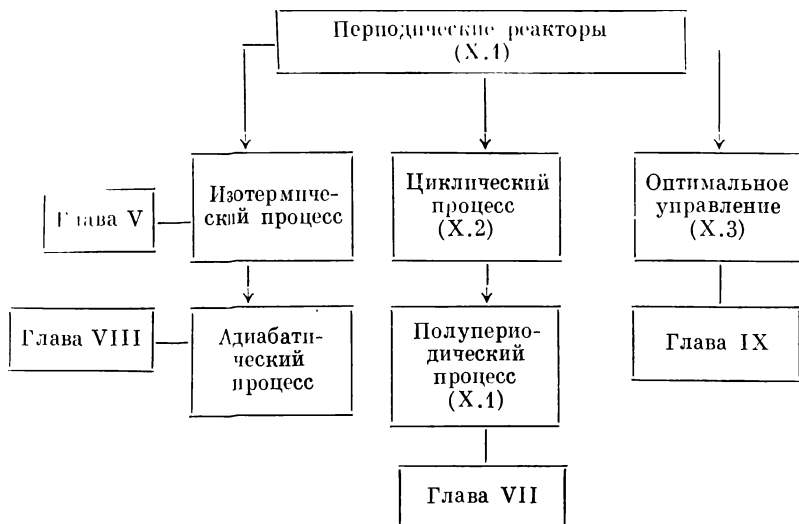 Периодические реакторы
(X.1)
Изотермиче-
ский процесс
Циклический
процесс
(X.2)
Оптимальное
управление
(X.3)
Глава V
Глава VIII
Адиабати-
ческий
процесс
Полуперио-
дический
процесс
(X.1)
Глава IX
Глава VII